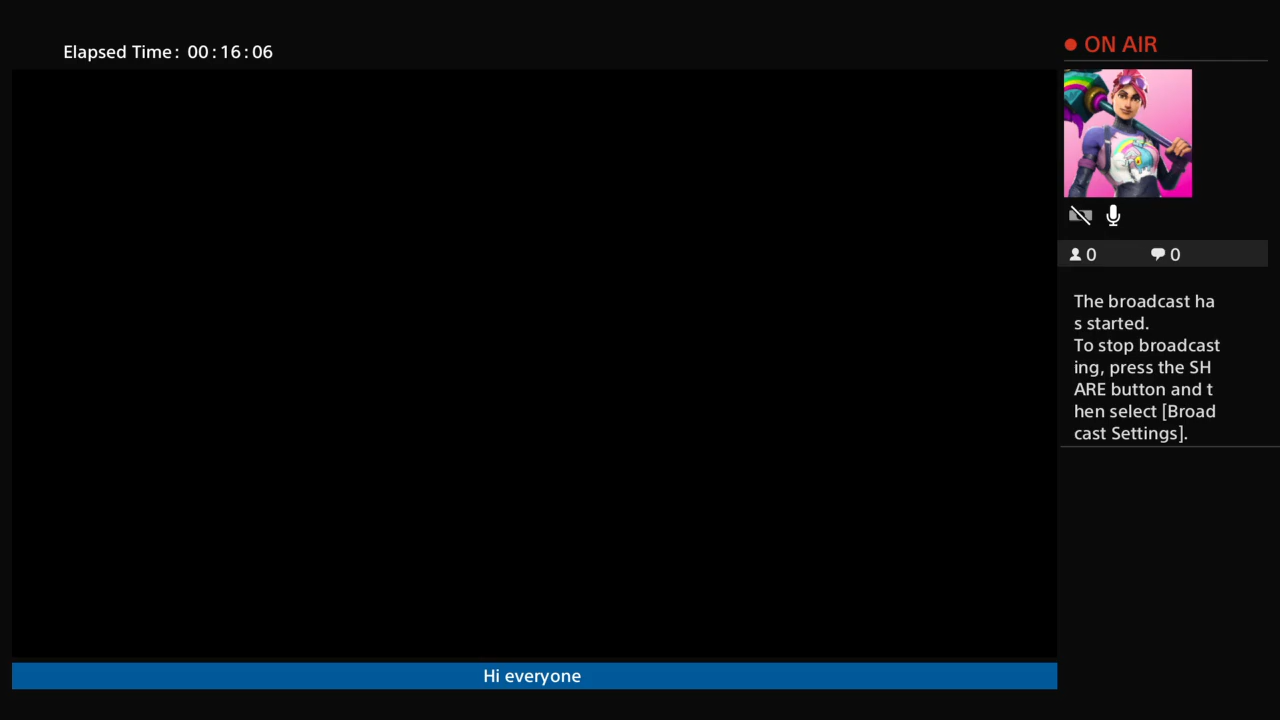 Elapsed Time: 00:16:06
ON AIR
0 0
The broadcast ha
s started.
To stop broadcast
ing, press the SH
ARE button and t
hen select [Broad
cast Settings].
Hi everyone